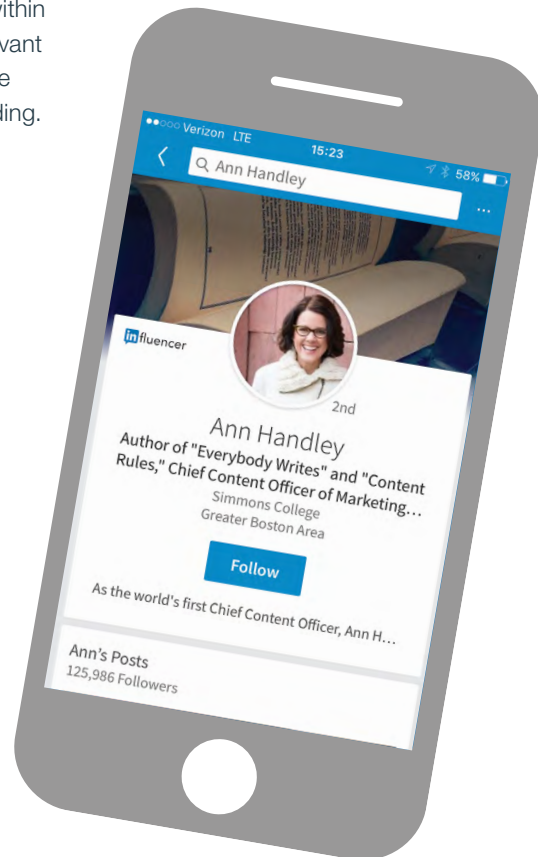 ithin
vant
e
ding.
Verizon LTE
15:23
58%
Ann Handley
...
influencer
2nd
Ann Handley
Author of "Everybody Writes" and "Content
Rules," Chief Content Officer of Marketing...
Simmons College
Greater Boston Area
Follow
As the world's first Chief Content Officer, Ann H...
Ann's Posts
125,986 Followers